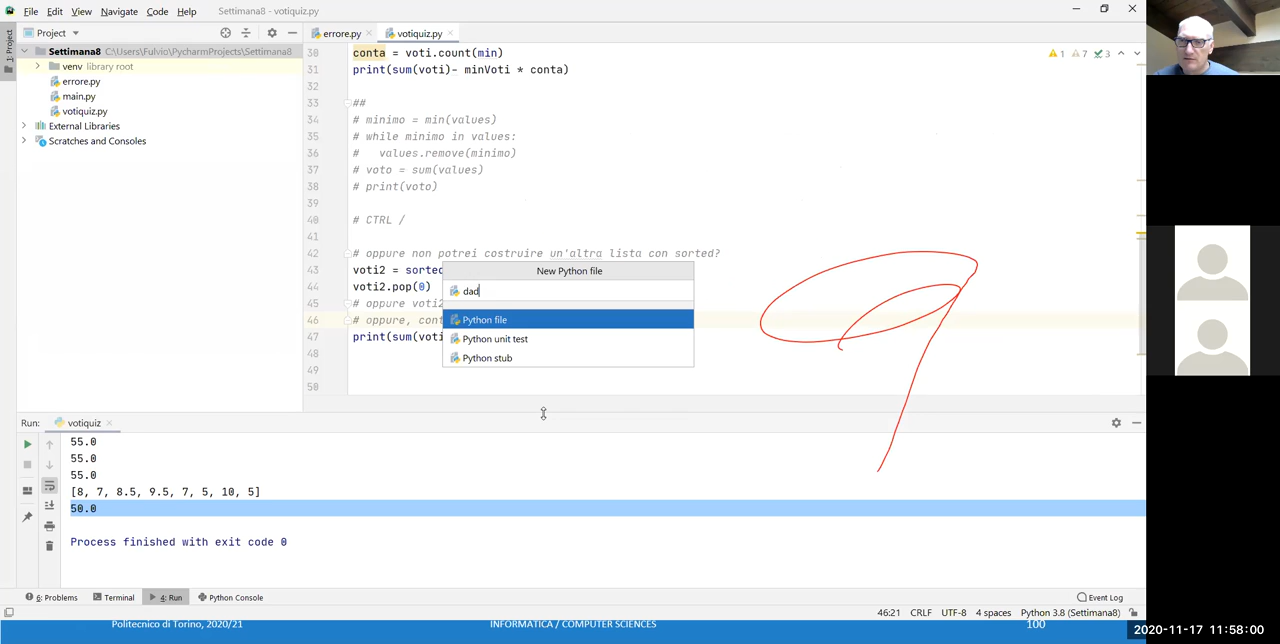 File Edit View Navigate Code Help Settimana8 - votiquiz.py
Project
errore.py
votiquiz.py
1: Project
Settimana8 C:\Users\Fulvio\PycharmProjects\Settimana8
venv library root
errore.py
main.py
votiquiz.py
External Libraries
Scratches and Consoles
1 7 3
30 conta = voti.count(min)
31 print(sum(voti)- minVoti * conta)
32
33 ##
34 # minimo = min(values)
35 # while minimo in values:
36 #   values.remove(minimo)
37 # voto = sum(values)
38 # print(voto)
39
40 # CTRL /
41
42 # oppure non potrei costruire un'altra lista con sorted?
43 voti2 = sorted
44 voti2.pop(0)
45 # oppure voti2
46 # oppure, cont
47 print(sum(voti
48
49
50
New Python file
dad
Python file
Python unit test
Python stub
Run: votiquiz
55.0
55.0
55.0
[8, 7, 8.5, 9.5, 7, 5, 10, 5]
50.0
Process finished with exit code 0
6: Problems Terminal 4: Run Python Console Event Log
46:21 CRLF UTF-8 4 spaces Python 3.8 (Settimana8)
Politecnico di Torino, 2020/21 INFORMATICA / COMPUTER SCIENCES 100
2020-11-17 11:58:00